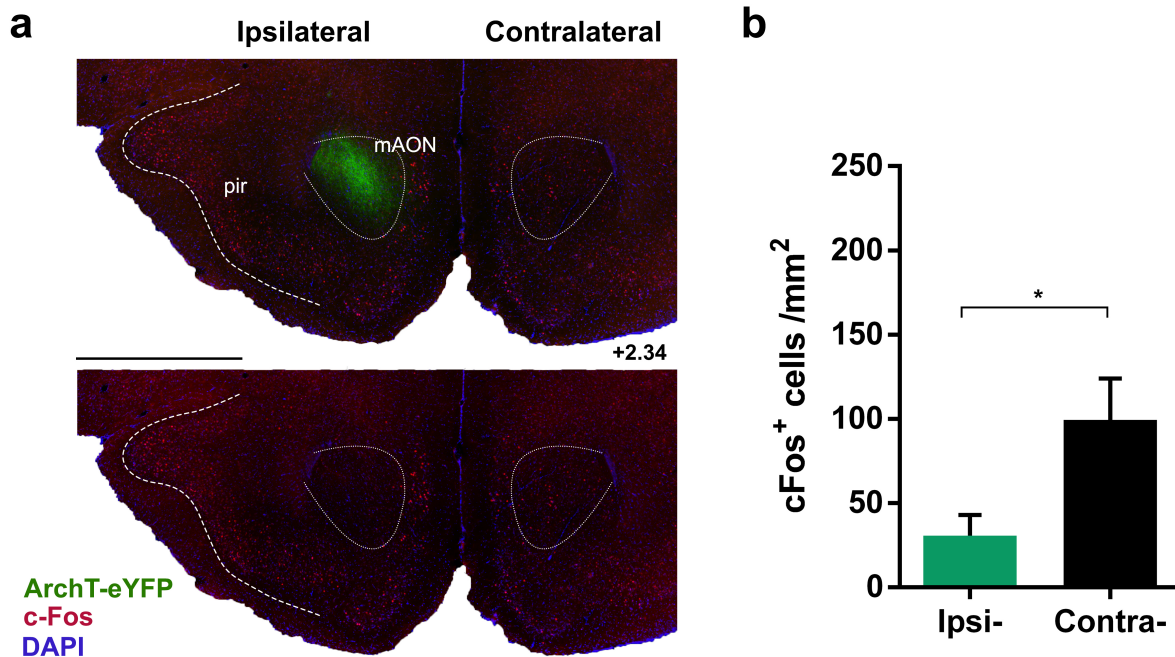 a
Ipsilateral Contralateral
mAON
pir
+2.34
ArchT-eYFP
c-Fos
DAPI
b
cFos+ cells /mm2
250
200
150
100
50
0
*
Ipsi- Contra-